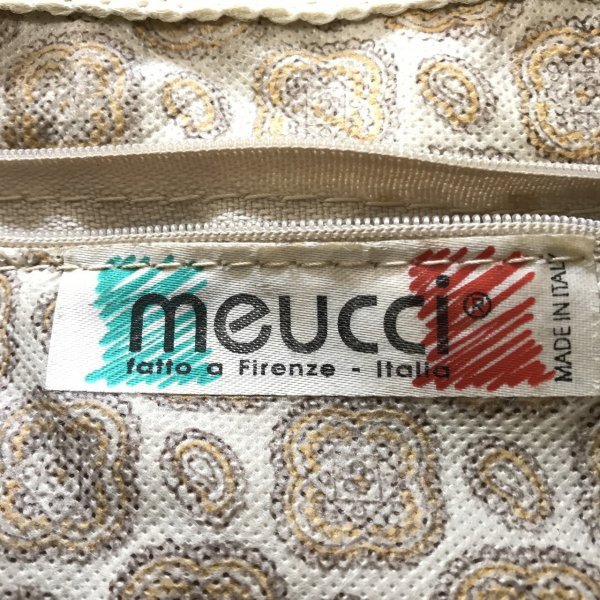 meucci®
fatto a Firenze - Italia
MADE IN ITALY